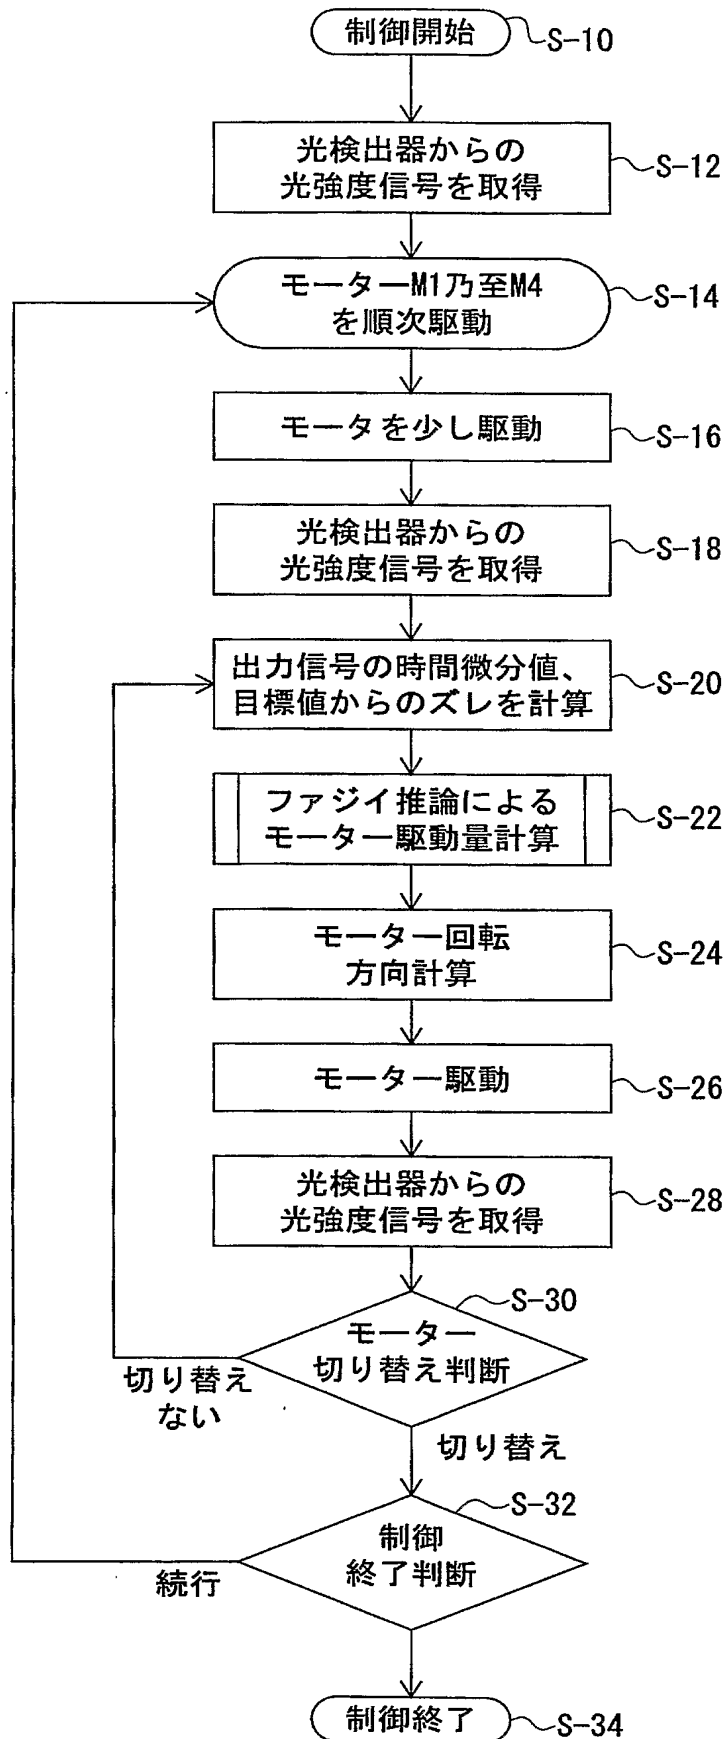 制御開始
S-10
光検出器からの
光強度信号を取得
S-12
モーターM1乃至M4
を順次駆動
S-14
モータを少し駆動
S-16
光検出器からの
光強度信号を取得
S-18
出力信号の時間微分値、
目標値からのズレを計算
S-20
ファジイ推論による
モーター駆動量計算
S-22
モーター回転
方向計算
S-24
モーター駆動
S-26
光検出器からの
光強度信号を取得
S-28
S-30
モーター
切り替え判断
切り替え
ない
切り替え
S-32
制御
終了判断
続行
制御終了
S-34